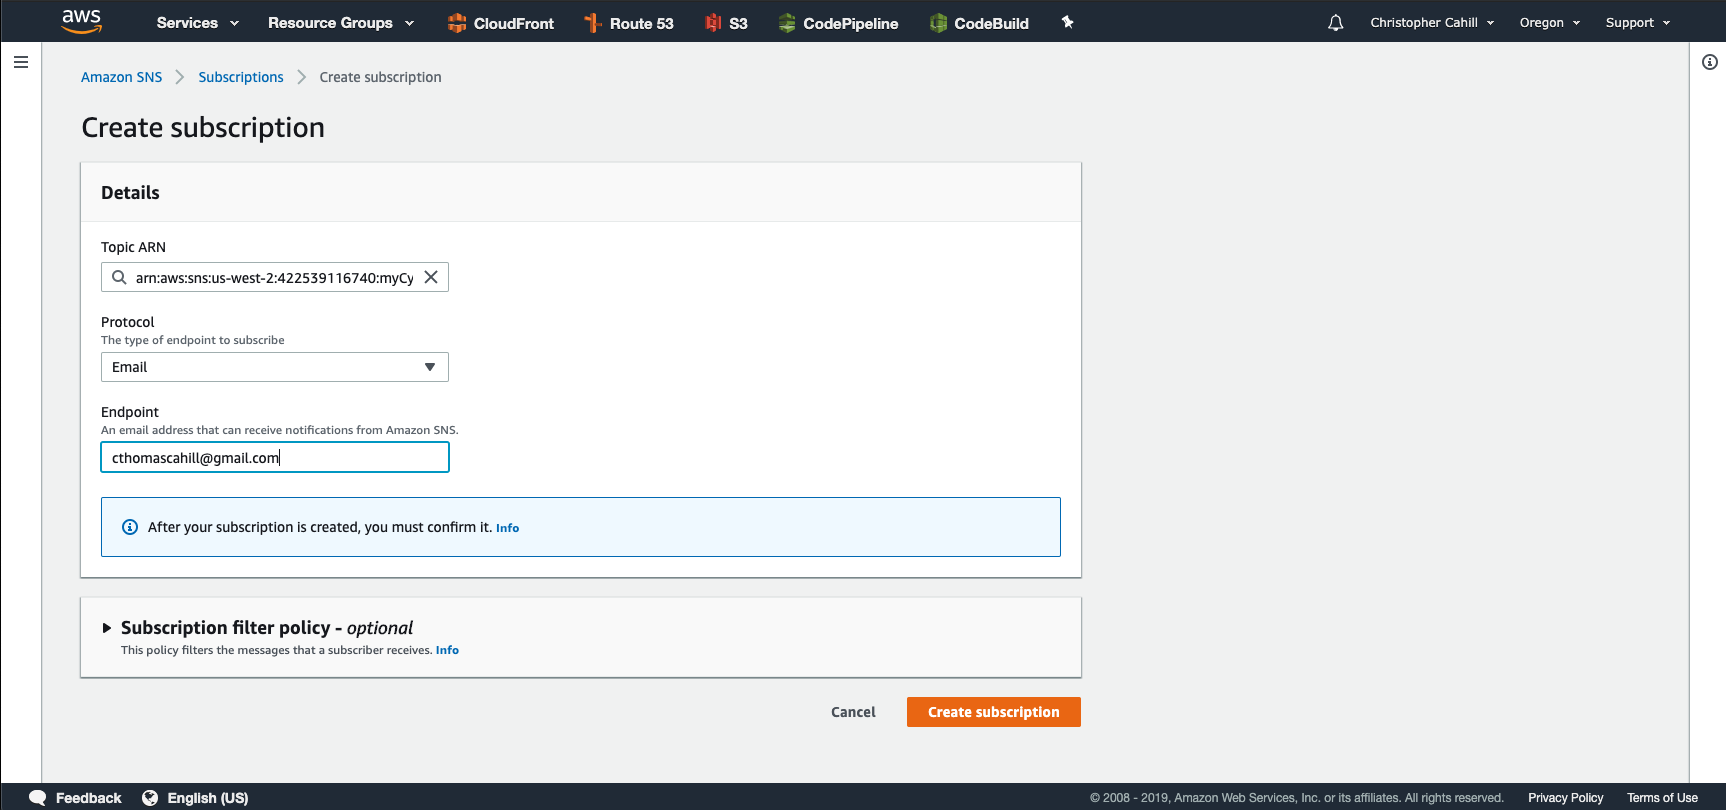 aws Services Resource Groups CloudFront Route 53 S3 CodePipeline CodeBuild Christopher Cahill Oregon Support
Amazon SNS Subscriptions Create subscription
Create subscription
Details
Topic ARN
arn:aws:sns:us-west-2:422539116740:myCy
Protocol
The type of endpoint to subscribe
Email
Endpoint
An email address that can receive notifications from Amazon SNS.
cthomascahill@gmail.com
After your subscription is created, you must confirm it. Info
Subscription filter policy - optional
This policy filters the messages that a subscriber receives. Info
Cancel Create subscription
Feedback English (US) © 2008 - 2019, Amazon Web Services, Inc. or its affiliates. All rights reserved. Privacy Policy Terms of Use